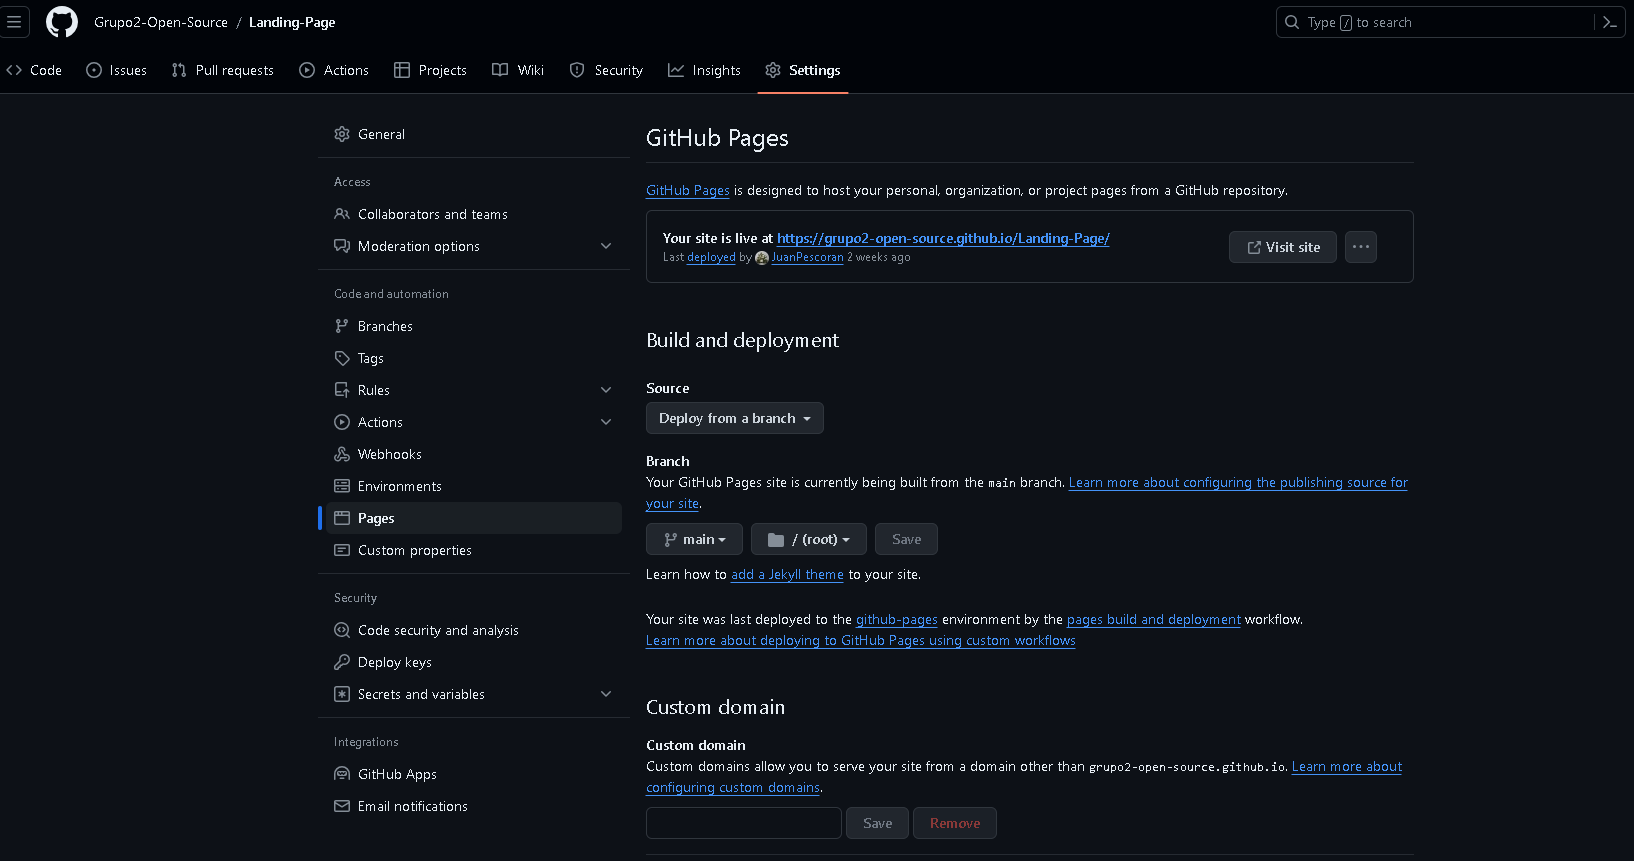 Grupo2-Open-Source / Landing-Page
Type / to search
Code Issues Pull requests Actions Projects Wiki Security Insights Settings
General
Access
Collaborators and teams
Moderation options
Code and automation
Branches
Tags
Rules
Actions
Webhooks
Environments
Pages
Custom properties
Security
Code security and analysis
Deploy keys
Secrets and variables
Integrations
GitHub Apps
Email notifications
GitHub Pages
GitHub Pages is designed to host your personal, organization, or project pages from a GitHub repository.
Your site is live at https://grupo2-open-source.github.io/Landing-Page/
Last deployed by JuanPescoran 2 weeks ago
Visit site
Build and deployment
Source
Deploy from a branch
Branch
Your GitHub Pages site is currently being built from the main branch. Learn more about configuring the publishing source for
your site.
main / (root) Save
Learn how to add a Jekyll theme to your site.
Your site was last deployed to the github-pages environment by the pages build and deployment workflow.
Learn more about deploying to GitHub Pages using custom workflows
Custom domain
Custom domain
Custom domains allow you to serve your site from a domain other than grupo2-open-source.github.io. Learn more about
configuring custom domains.
Save Remove